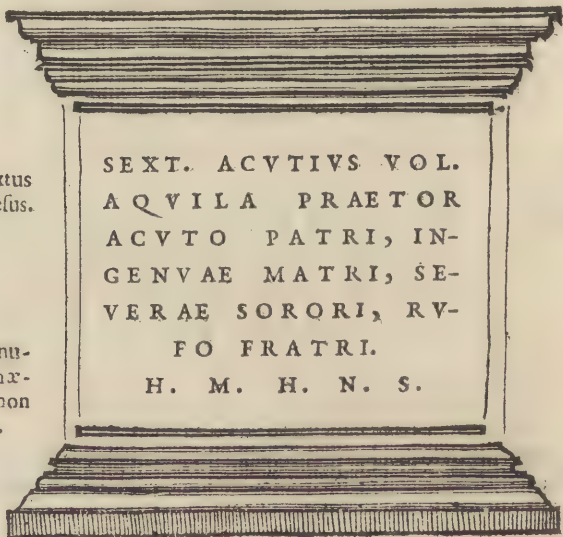 SEXT. ACVTIVS VOL.
AQVILA PRAETOR
ACVTO PATRI, IN-
GENVAE MATRI, SE-
VERAE SORORI, RV-
FO FRATRI.
H. M. H. N. S.